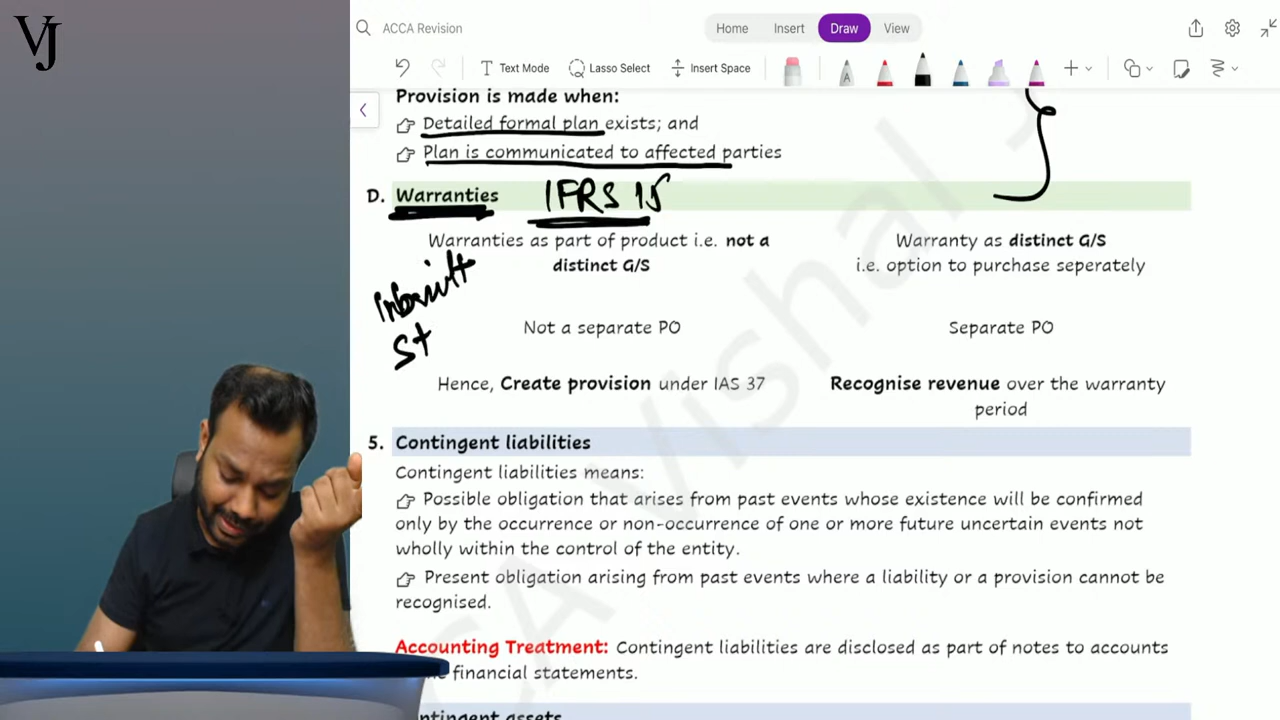 VJ
ACCA Revision
Home Insert Draw View
Text Mode Lasso Select Insert Space
Provision is made when:
Detailed formal plan exists; and
Plan is communicated to affected parties
D. Warranties IFRS 15
Warranties as part of product i.e. not a
distinct G/S
Warranty as distinct G/S
i.e. option to purchase seperately
Inbuilt
St
Not a separate PO
Separate PO
Hence, Create provision under IAS 37
Recognise revenue over the warranty
period
5. Contingent liabilities
Contingent liabilities means:
Possible obligation that arises from past events whose existence will be confirmed
only by the occurrence or non-occurrence of one or more future uncertain events not
wholly within the control of the entity.
Present obligation arising from past events where a liability or a provision cannot be
recognised.
Accounting Treatment: Contingent liabilities are disclosed as part of notes to accounts
financial statements.
ntingent assets
CA Vishal J